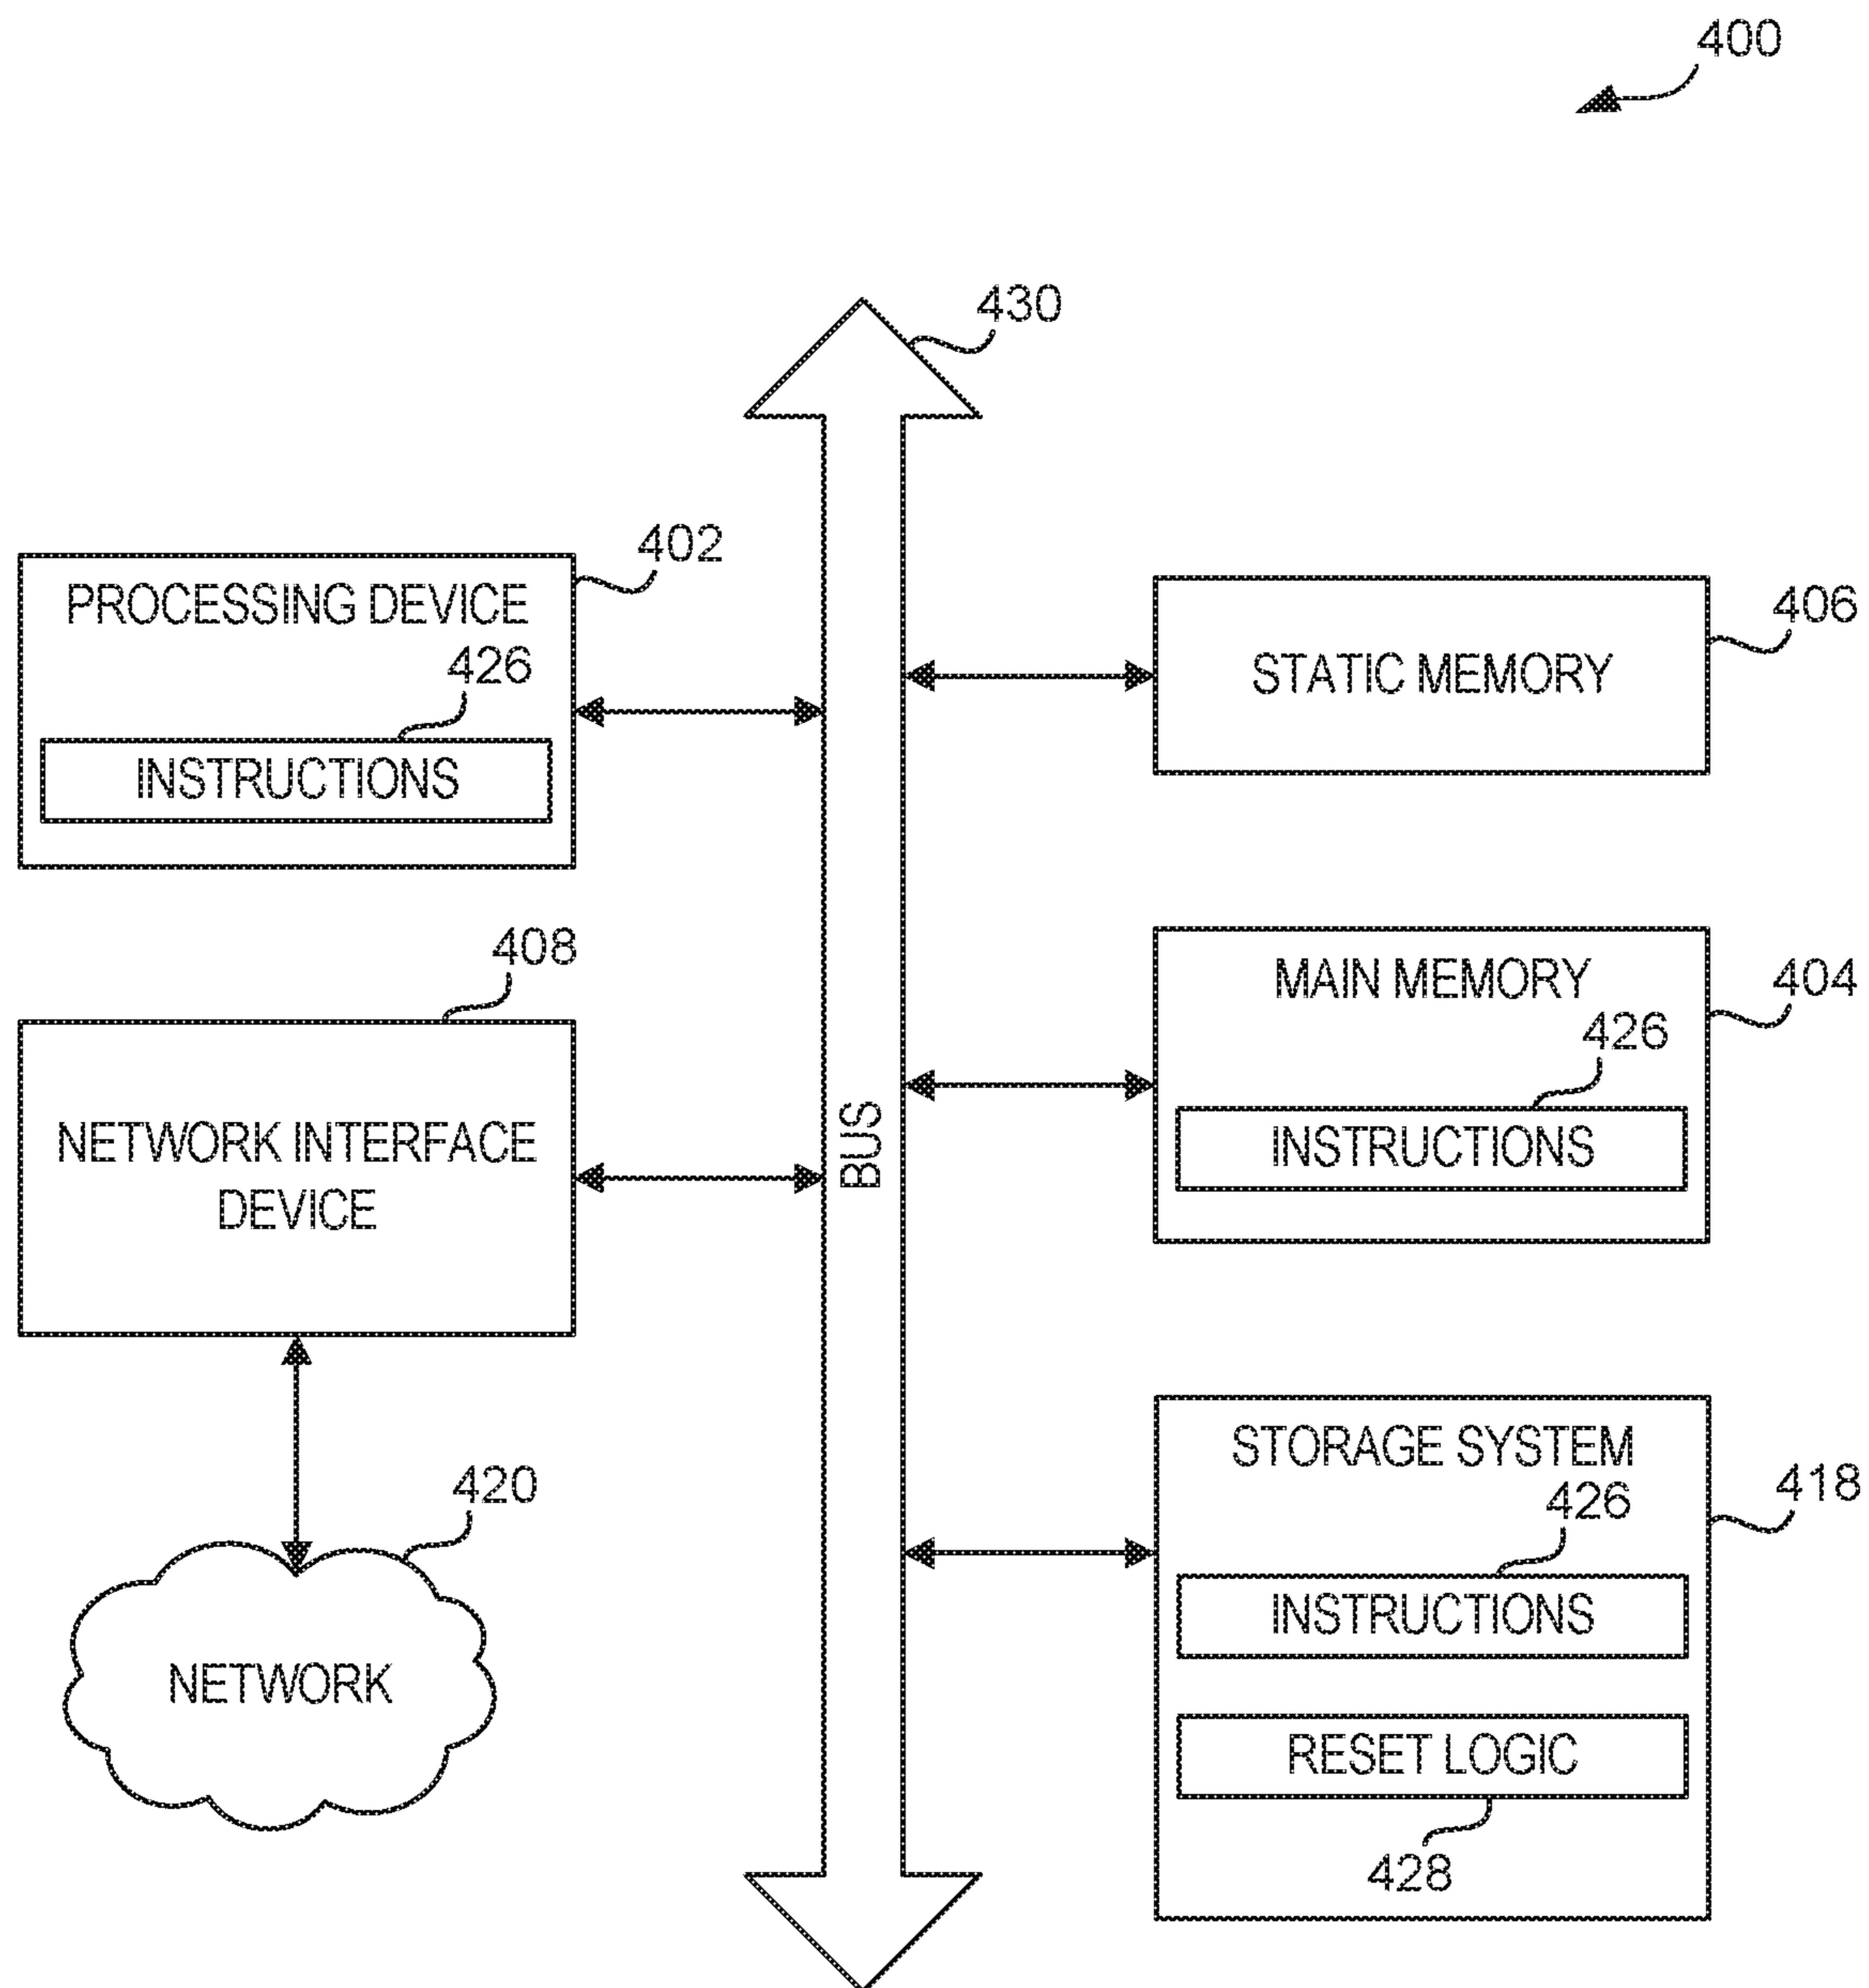 400
430
402
PROCESSING DEVICE
426
INSTRUCTIONS
406
STATIC MEMORY
408
NETWORK INTERFACE
DEVICE
404
MAIN MEMORY
426
INSTRUCTIONS
BUS
420
NETWORK
418
STORAGE SYSTEM
426
INSTRUCTIONS
RESET LOGIC
428